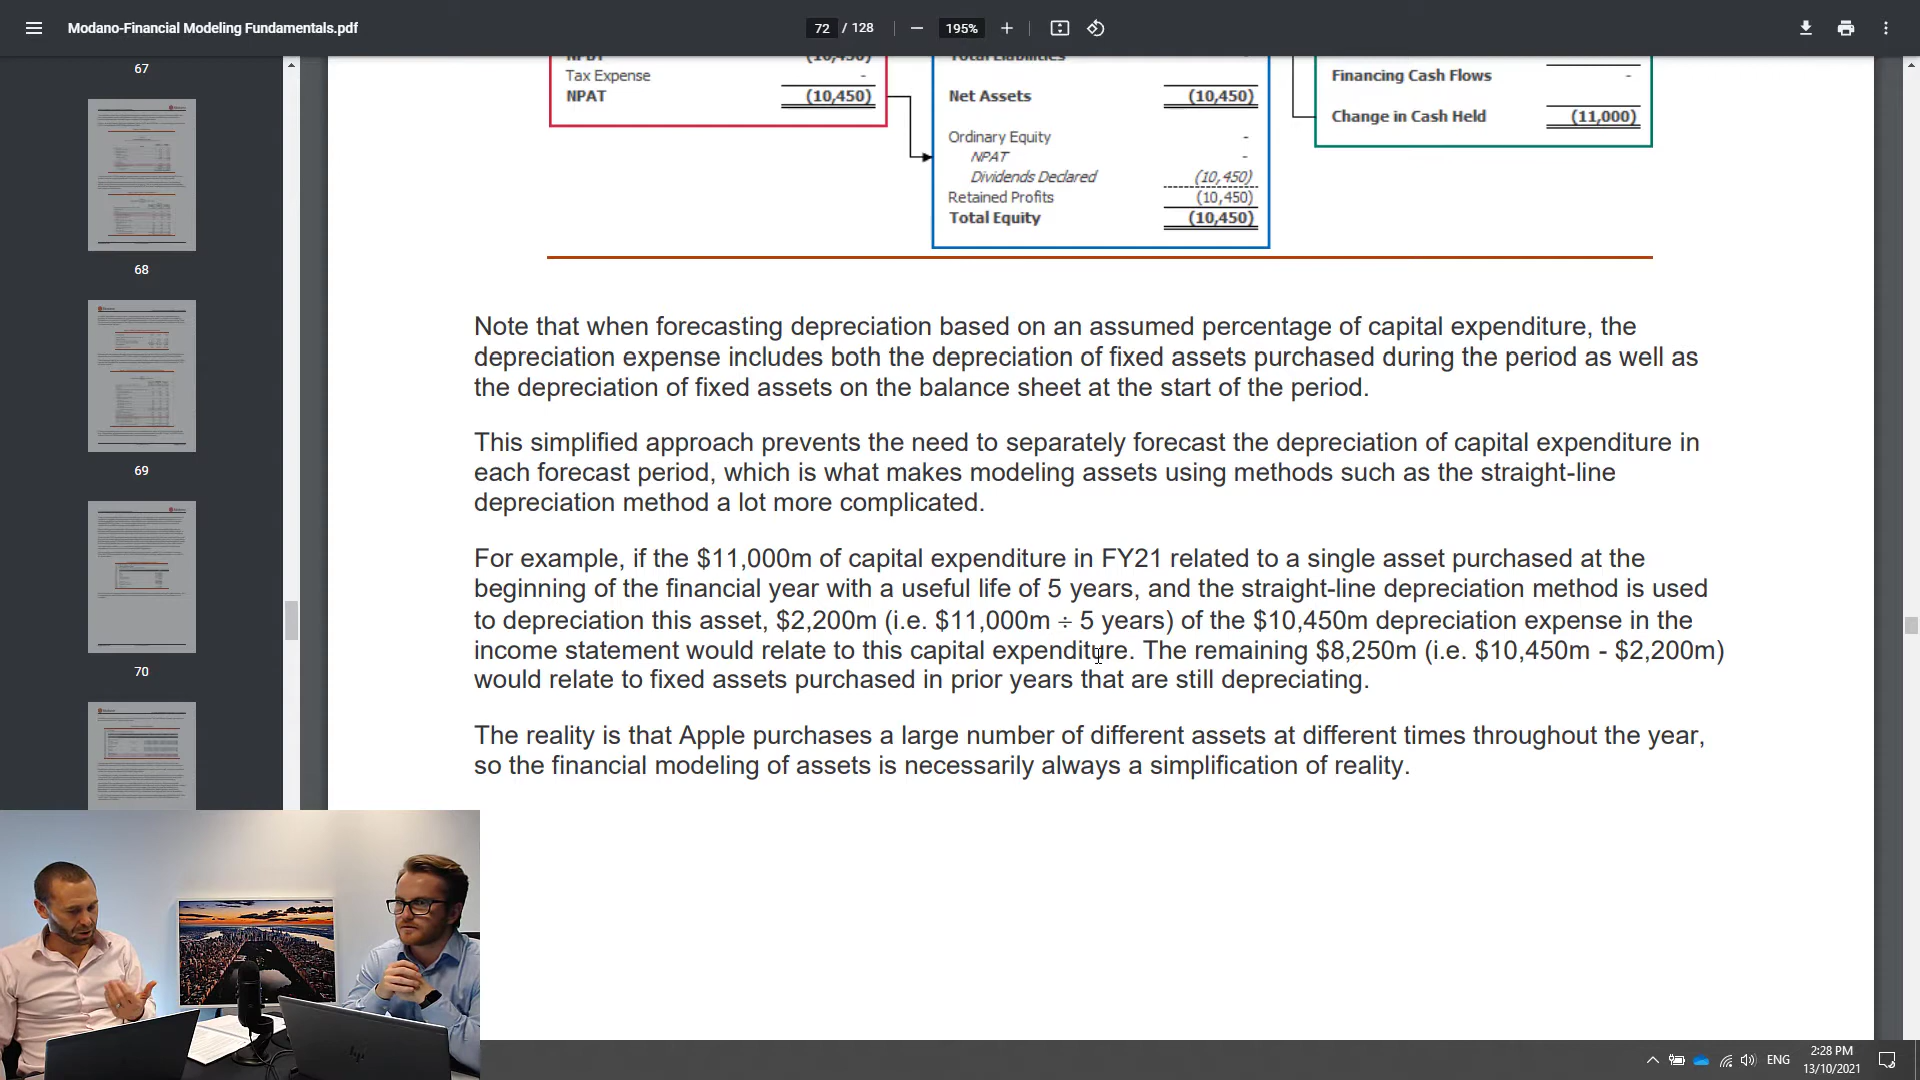 Modano-Financial Modeling Fundamentals.pdf
72 / 128
195%
67
68
69
70
Tax Expense -
NPAT (10,450)
Total Liabilities
Net Assets (10,450)
Ordinary Equity -
NPAT -
Dividends Declared (10,450)
Retained Profits (10,450)
Total Equity (10,450)
Financing Cash Flows -
Change in Cash Held (11,000)
Note that when forecasting depreciation based on an assumed percentage of capital expenditure, the
depreciation expense includes both the depreciation of fixed assets purchased during the period as well as
the depreciation of fixed assets on the balance sheet at the start of the period.
This simplified approach prevents the need to separately forecast the depreciation of capital expenditure in
each forecast period, which is what makes modeling assets using methods such as the straight-line
depreciation method a lot more complicated.
For example, if the $11,000m of capital expenditure in FY21 related to a single asset purchased at the
beginning of the financial year with a useful life of 5 years, and the straight-line depreciation method is used
to depreciation this asset, $2,200m (i.e. $11,000m ÷ 5 years) of the $10,450m depreciation expense in the
income statement would relate to this capital expenditure. The remaining $8,250m (i.e. $10,450m - $2,200m)
would relate to fixed assets purchased in prior years that are still depreciating.
The reality is that Apple purchases a large number of different assets at different times throughout the year,
so the financial modeling of assets is necessarily always a simplification of reality.
ENG
2:28 PM
13/10/2021